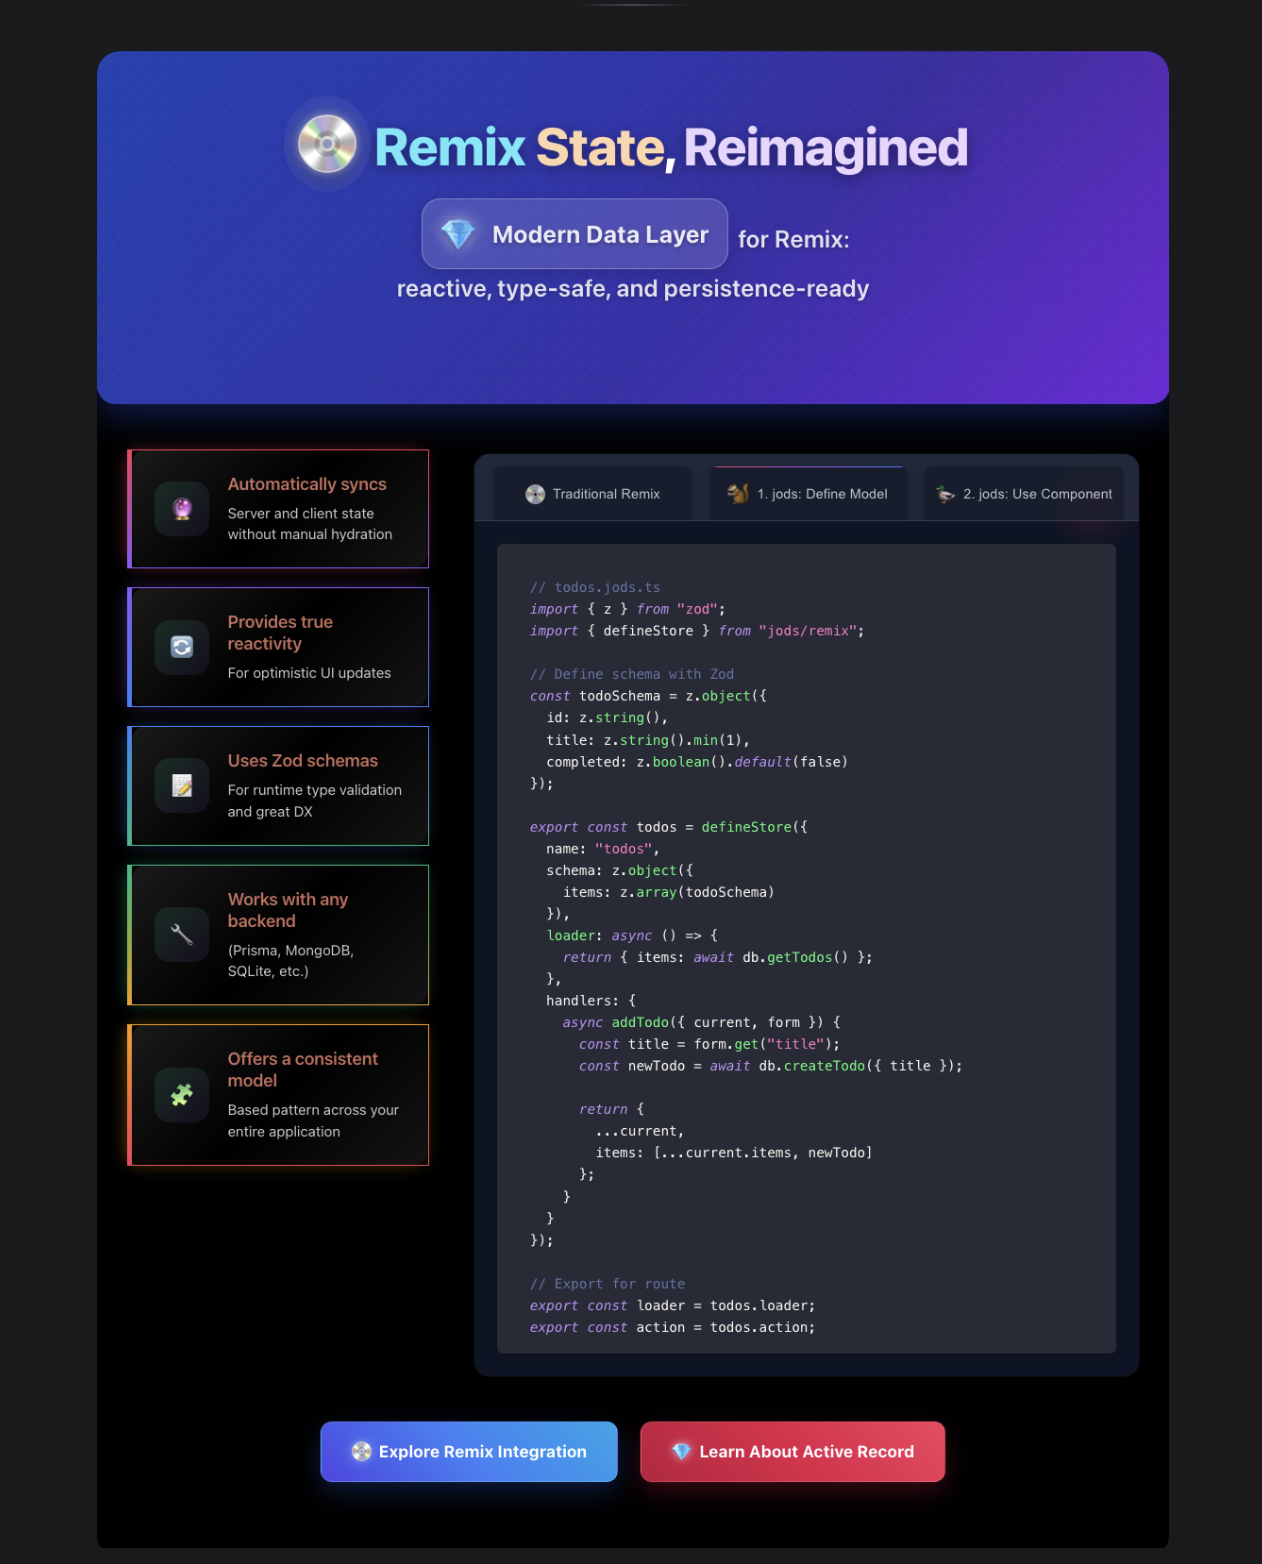 Remix State, Reimagined
Modern Data Layer for Remix:
reactive, type-safe, and persistence-ready
Automatically syncs
Server and client state
without manual hydration
Provides true
reactivity
For optimistic UI updates
Uses Zod schemas
For runtime type validation
and great DX
Works with any
backend
(Prisma, MongoDB,
SQLite, etc.)
Offers a consistent
model
Based pattern across your
entire application
Traditional Remix
1. jods: Define Model
2. jods: Use Component
// todos.jods.ts
import { z } from "zod";
import { defineStore } from "jods/remix";

// Define schema with Zod
const todoSchema = z.object({
  id: z.string(),
  title: z.string().min(1),
  completed: z.boolean().default(false)
});

export const todos = defineStore({
  name: "todos",
  schema: z.object({
    items: z.array(todoSchema)
  }),
  loader: async () => {
    return { items: await db.getTodos() };
  },
  handlers: {
    async addTodo({ current, form }) {
      const title = form.get("title");
      const newTodo = await db.createTodo({ title });

      return {
        ...current,
        items: [...current.items, newTodo]
      };
    }
  }
});

// Export for route
export const loader = todos.loader;
export const action = todos.action;
Explore Remix Integration
Learn About Active Record